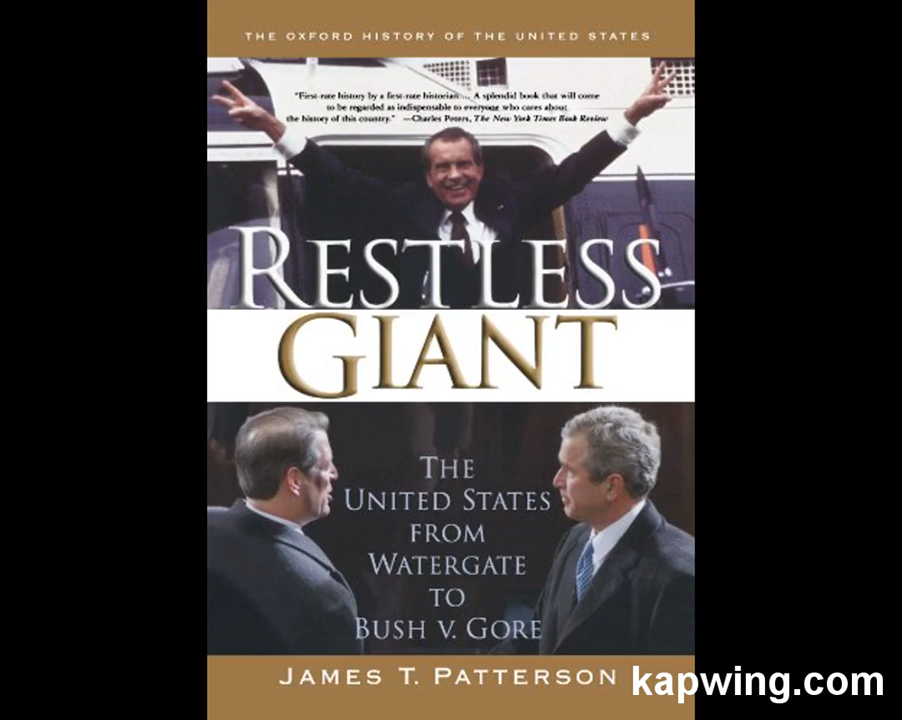 THE OXFORD HISTORY OF THE UNITED STATES
"First-rate history by a first-rate historian.... A splendid book that will come
to be regarded as indispensable to everyone who cares about
the history of this country." —Charles Peters, The New York Times Book Review
RESTLESS
GIANT
THE
UNITED STATES
FROM
WATERGATE
TO
BUSH V. GORE
JAMES T. PATTERSON
kapwing.com